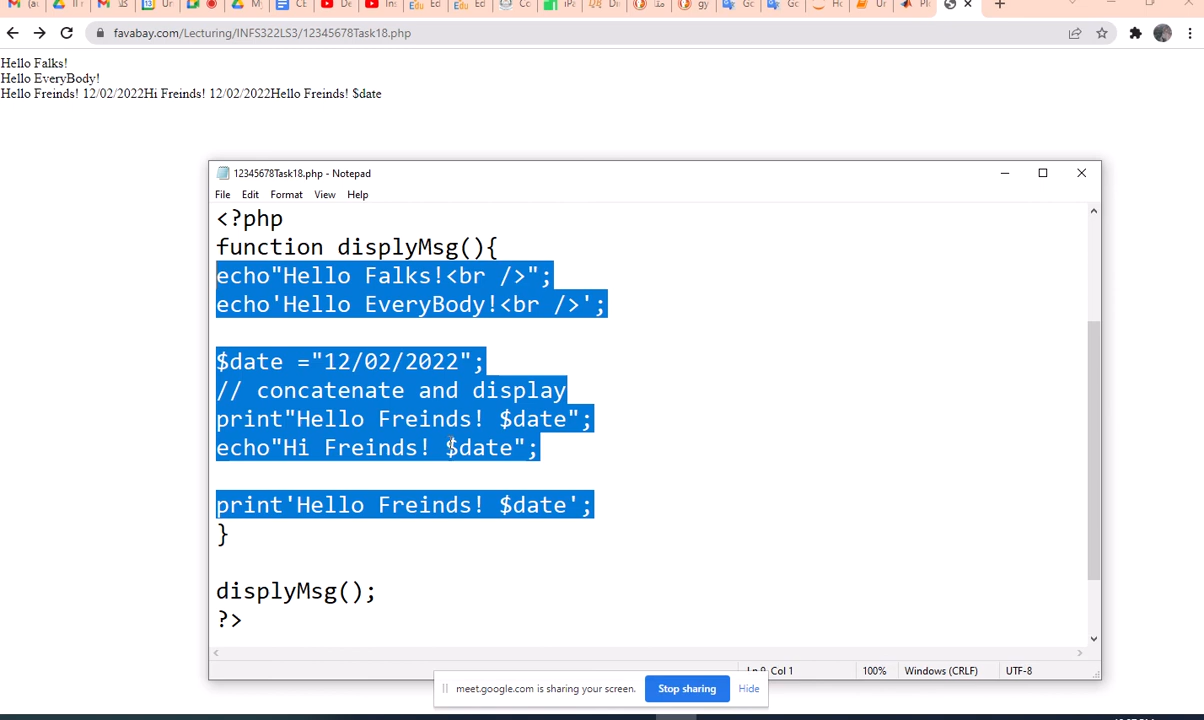 favabay.com/Lecturing/INFS322LS3/12345678Task18.php
Hello Falks!
Hello EveryBody!
Hello Freinds! 12/02/2022Hi Freinds! 12/02/2022Hello Freinds! $date
12345678Task18.php - Notepad
File Edit Format View Help
<?php
function displyMsg(){
echo"Hello Falks!<br />";
echo'Hello EveryBody!<br />';
$date ="12/02/2022";
// concatenate and display
print"Hello Freinds! $date";
echo"Hi Freinds! $date";
print'Hello Freinds! $date';
}
displyMsg();
?>
Col 1 100% Windows (CRLF) UTF-8
meet.google.com is sharing your screen. Stop sharing Hide